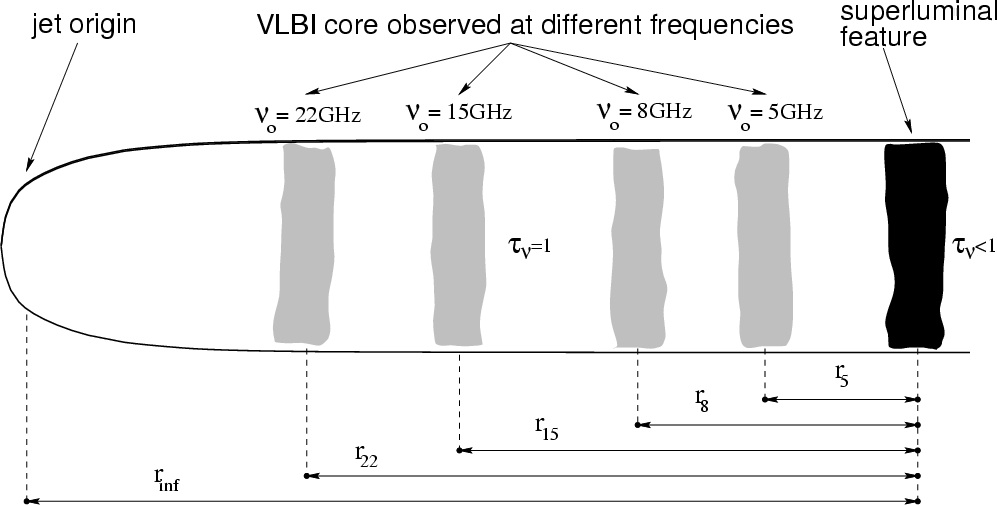 jet origin
VLBI core observed at different frequencies
superluminal
feature
νo = 22GHz
νo = 15GHz
νo = 8GHz
νo = 5GHz
τν=1
τν<1
r5
r8
r15
r22
rinf